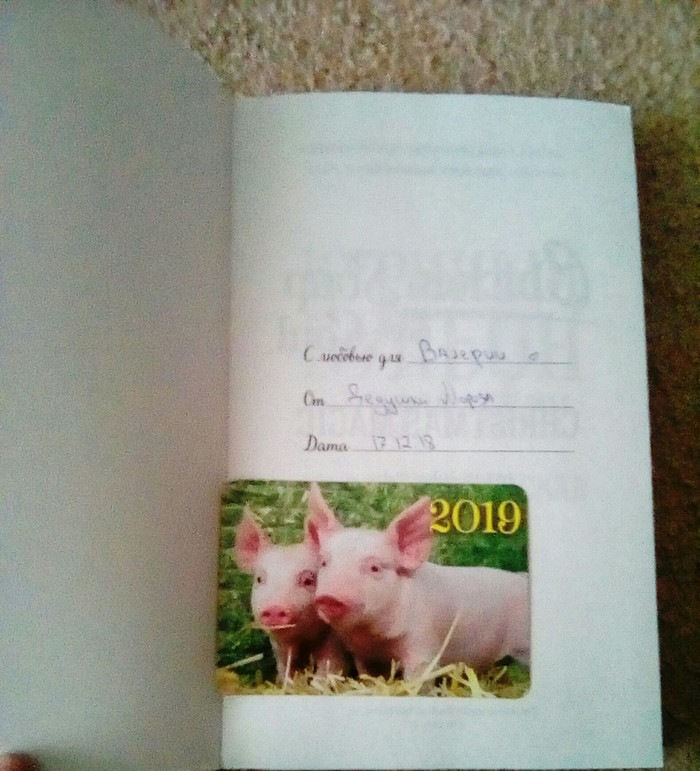 С любовью для Валерии
От Дедушки Мороза
Дата 17 12 18
2019